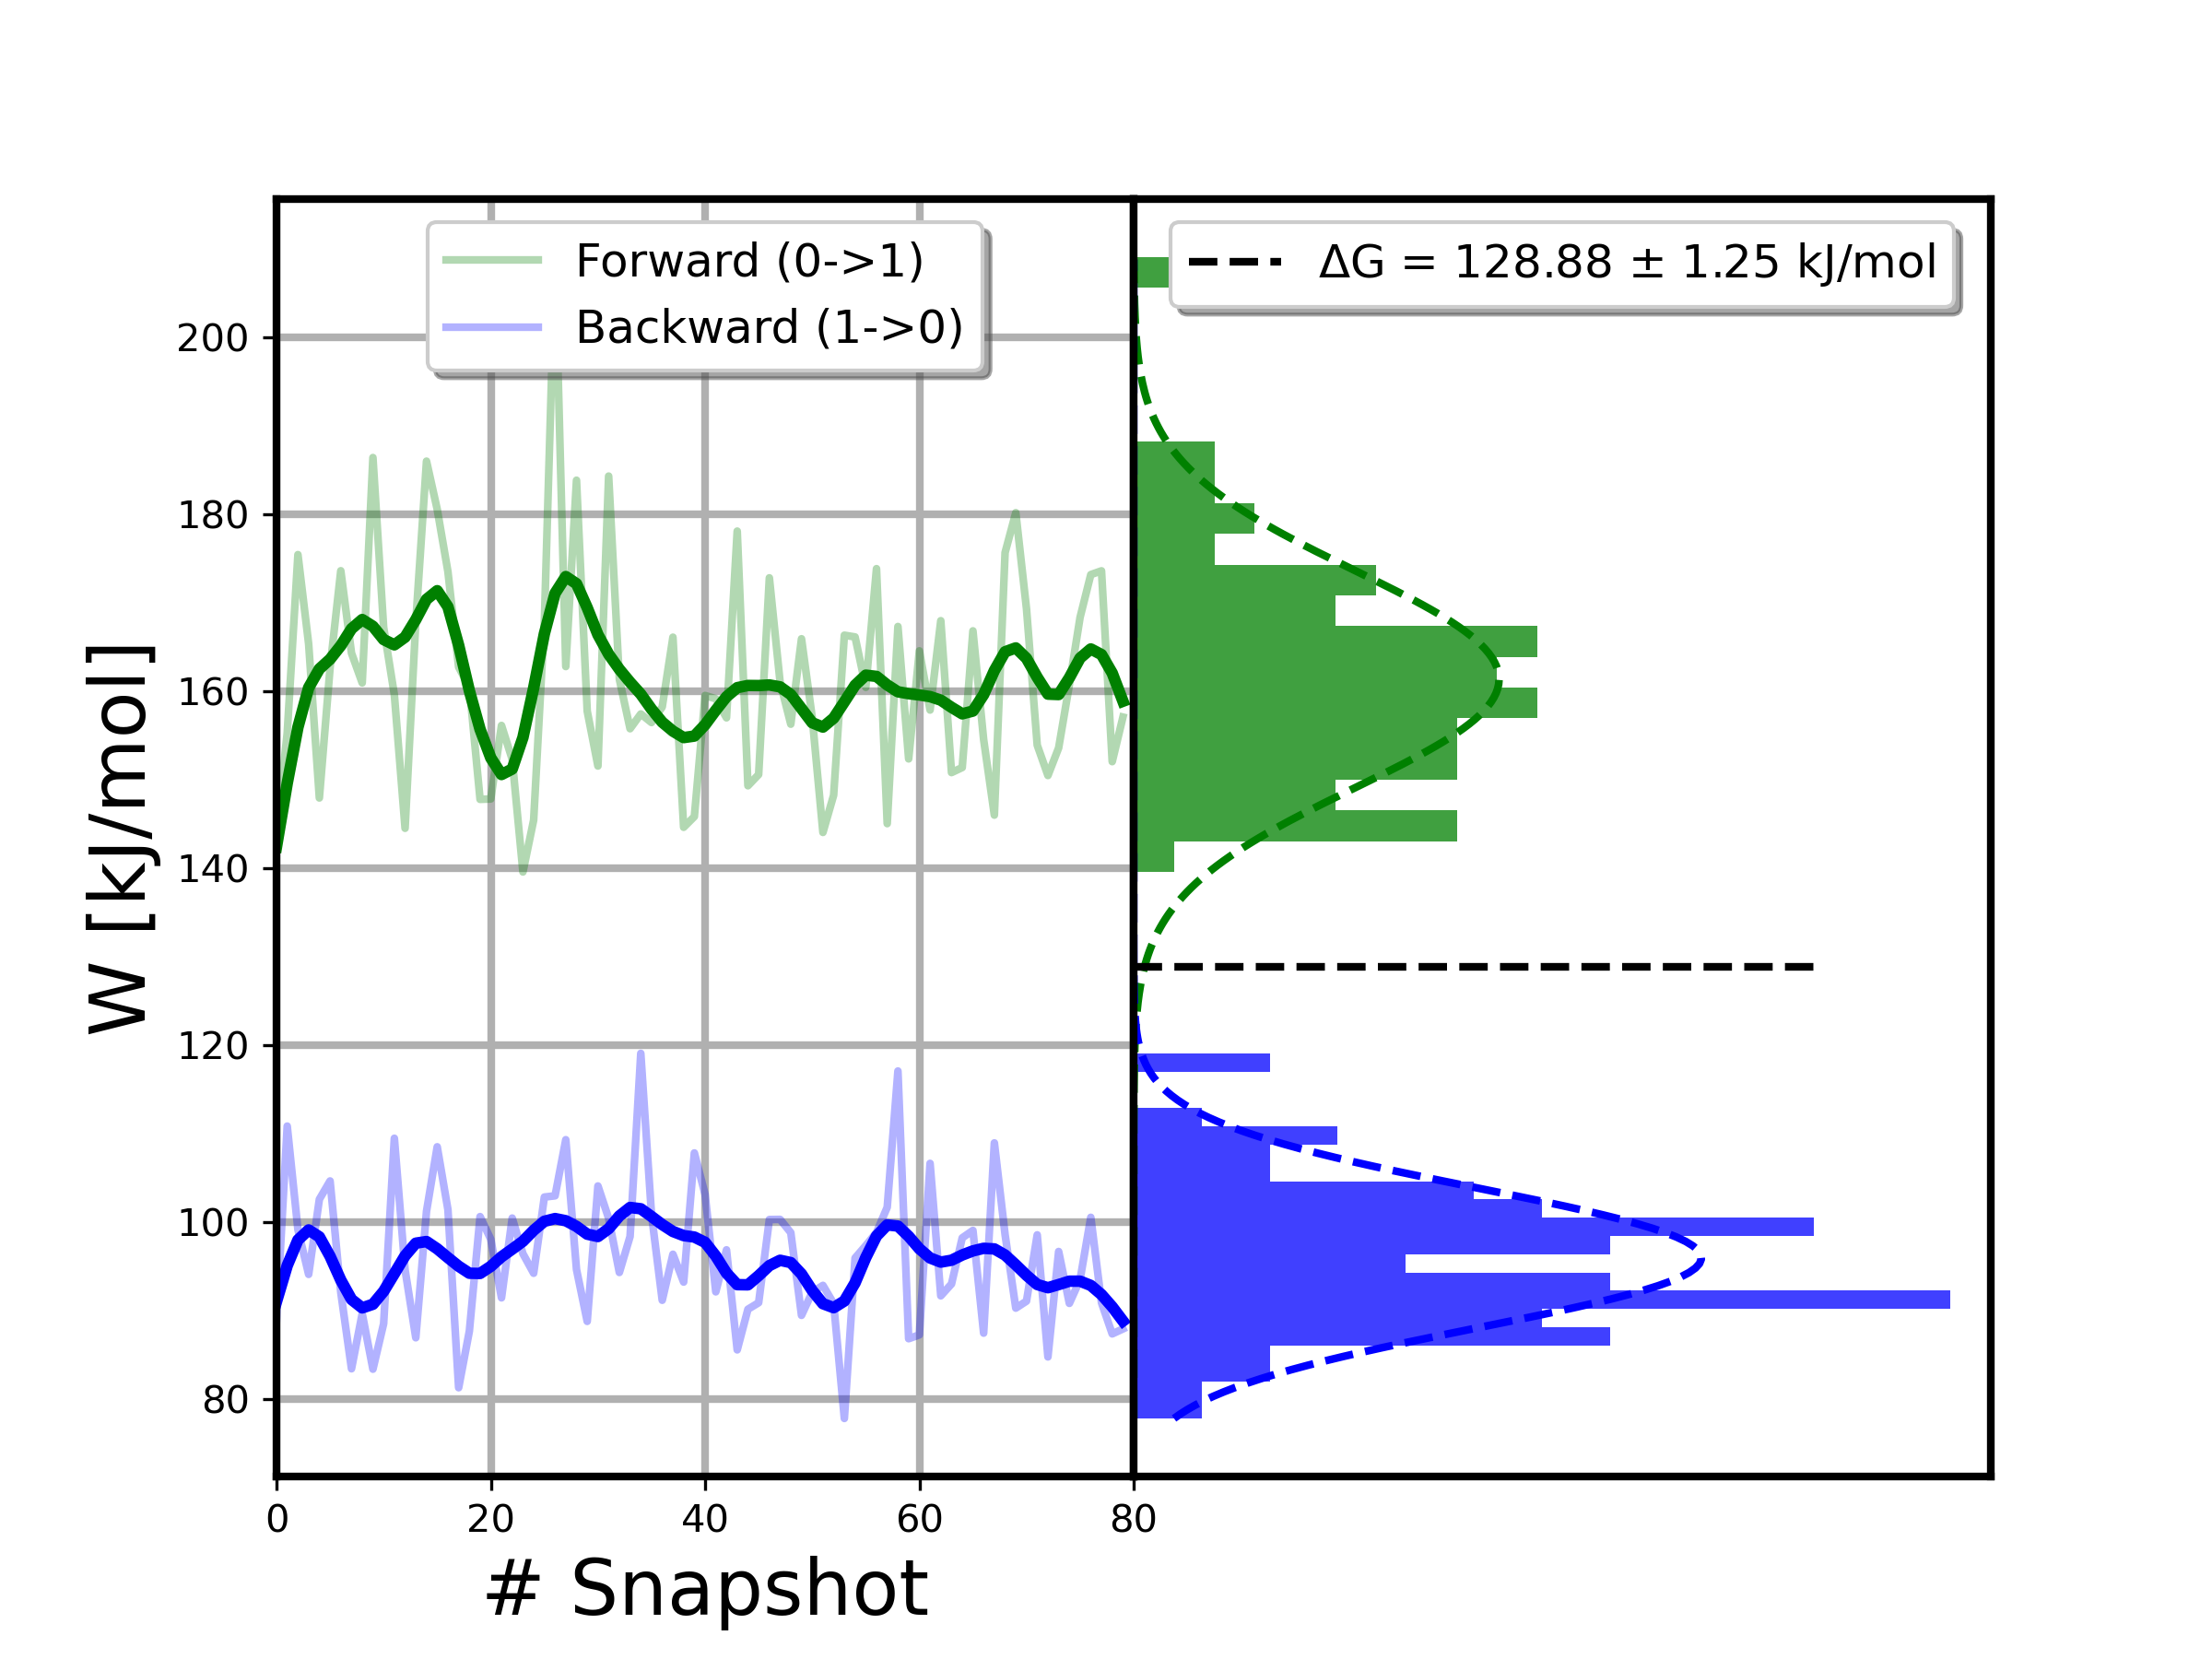 Forward (0->1)
Backward (1->0)
ΔG = 128.88 ± 1.25 kJ/mol
W [kJ/mol]
200
180
160
140
120
100
80
0 20 40 60 80
# Snapshot